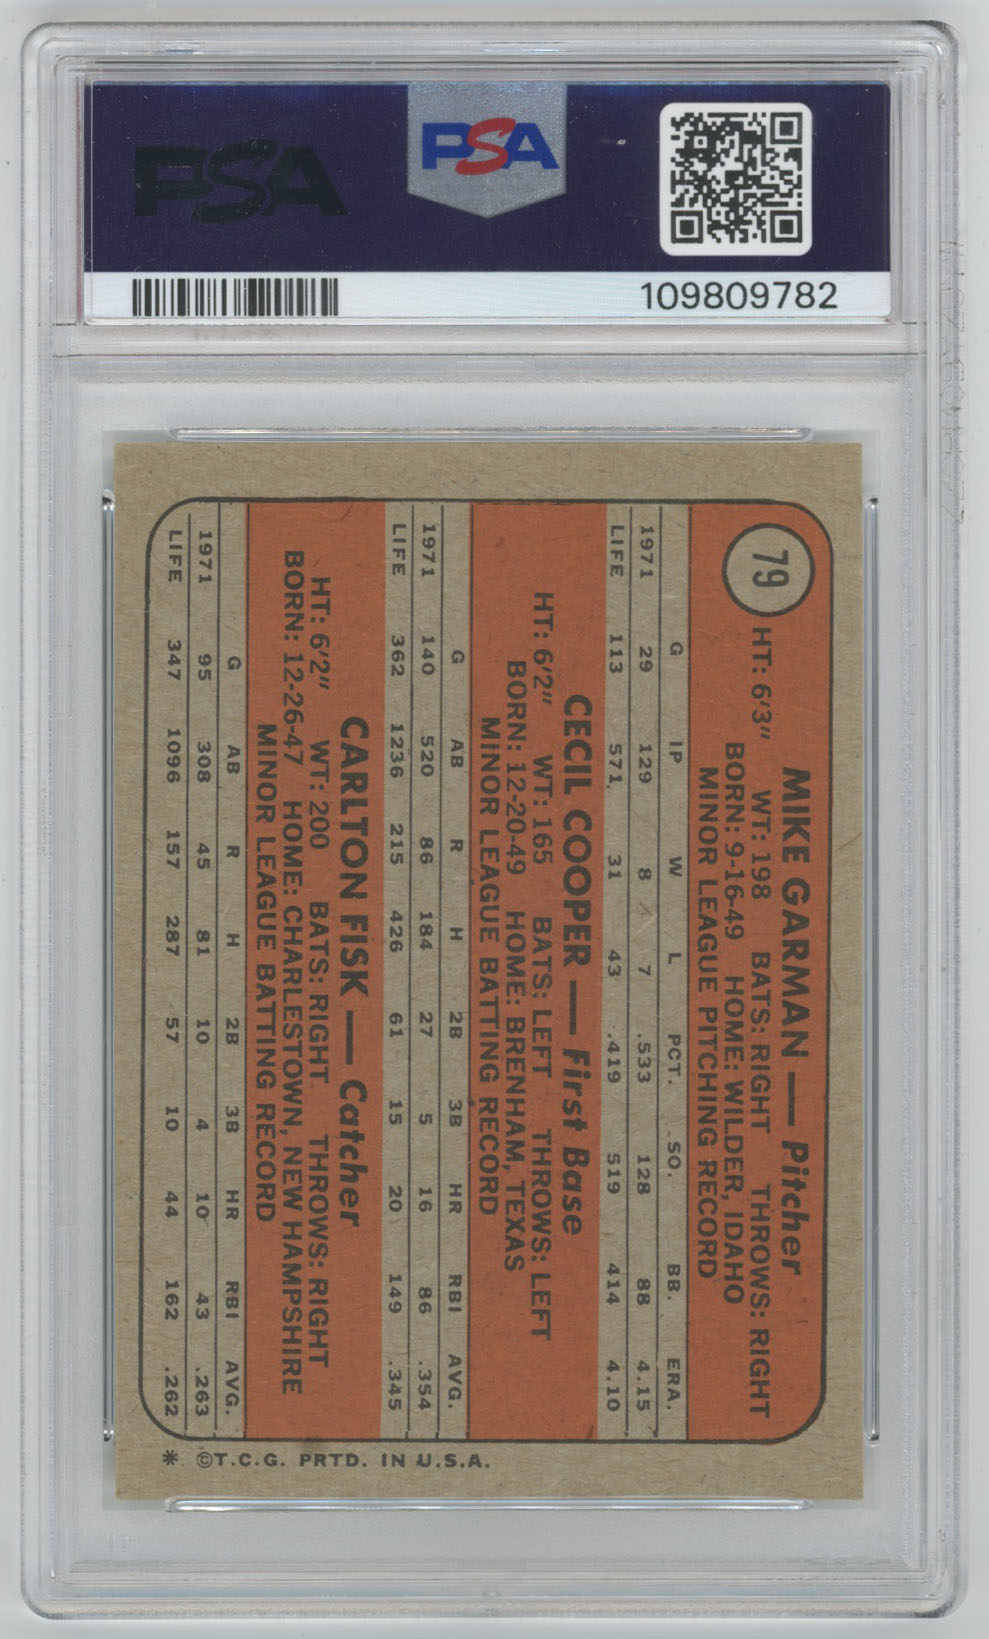 PSA
PSA
109809782
79
MIKE GARMAN — Pitcher
HT: 6'3" WT: 198 BATS: RIGHT THROWS: RIGHT
BORN: 9-16-49 HOME: WILDER, IDAHO
MINOR LEAGUE PITCHING RECORD
G IP W L PCT. SO. BB. ERA.
1971 29 129 8 7 .533 128 88 4.15
LIFE 113 571 31 43 .419 519 414 4.10
CECIL COOPER — First Base
HT: 6'2" WT: 165 BATS: LEFT THROWS: LEFT
BORN: 12-20-49 HOME: BRENHAM, TEXAS
MINOR LEAGUE BATTING RECORD
G AB R H 2B 3B HR RBI AVG.
1971 140 520 86 184 27 5 16 86 .354
LIFE 362 1236 215 426 61 15 20 149 .345
CARLTON FISK — Catcher
HT: 6'2" WT: 200 BATS: RIGHT THROWS: RIGHT
BORN: 12-26-47 HOME: CHARLESTOWN, NEW HAMPSHIRE
MINOR LEAGUE BATTING RECORD
G AB R H 2B 3B HR RBI AVG.
1971 95 308 45 81 10 4 10 43 .263
LIFE 347 1096 157 287 57 10 44 162 .262
* ©T.C.G. PRTD. IN U.S.A.